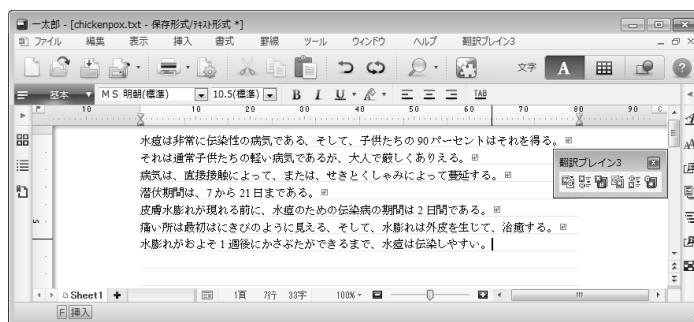 一太郎 - [chickenpox.txt - 保存形式/テキスト形式 *]
ファイル 編集 表示 挿入 書式 罫線 ツール ウィンドウ ヘルプ 翻訳ブレイン3
文字 A
基本 MS 明朝(標準) 10.5(標準) B I U TAB
10 10 20 30 40 50 60 70 80 90
水痘は非常に伝染性の病気である、そして、子供たちの90パーセントはそれを得る。
それは通常子供たちの軽い病気であるが、大人で厳しくありえる。
病気は、直接接触によって、または、せきとくしゃみによって蔓延する。
潜伏期間は、7から21日まである。
皮膚水膨れが現れる前に、水痘のための伝染病の期間は2日間である。
痛い所は最初はにきびのように見える、そして、水膨れは外皮を生じて、治癒する。
水膨れがおよそ1週後にかさぶたができるまで、水痘は伝染しやすい。
翻訳ブレイン3
Sheet1 1頁 7行 33字 100%
F 挿入